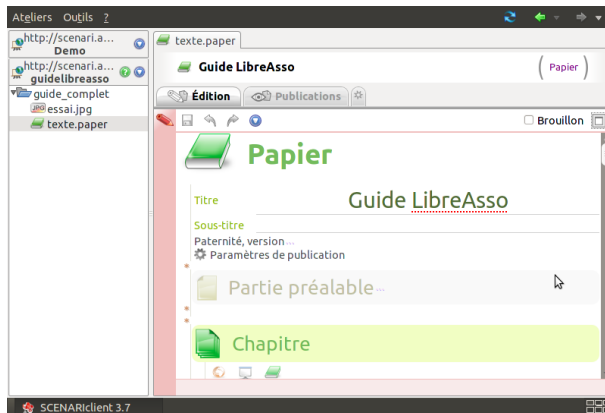 Ateliers Outils ?
http://scenari.a...
Demo
http://scenari.a...
guidelibreasso
guide_complet
essai.jpg
texte.paper
texte.paper
Guide LibreAsso
( Papier )
Édition
Publications
Brouillon
Papier
Titre
Guide LibreAsso
Sous-titre
Paternité, version...
Paramètres de publication
Partie préalable...
Chapitre
SCENARIclient 3.7